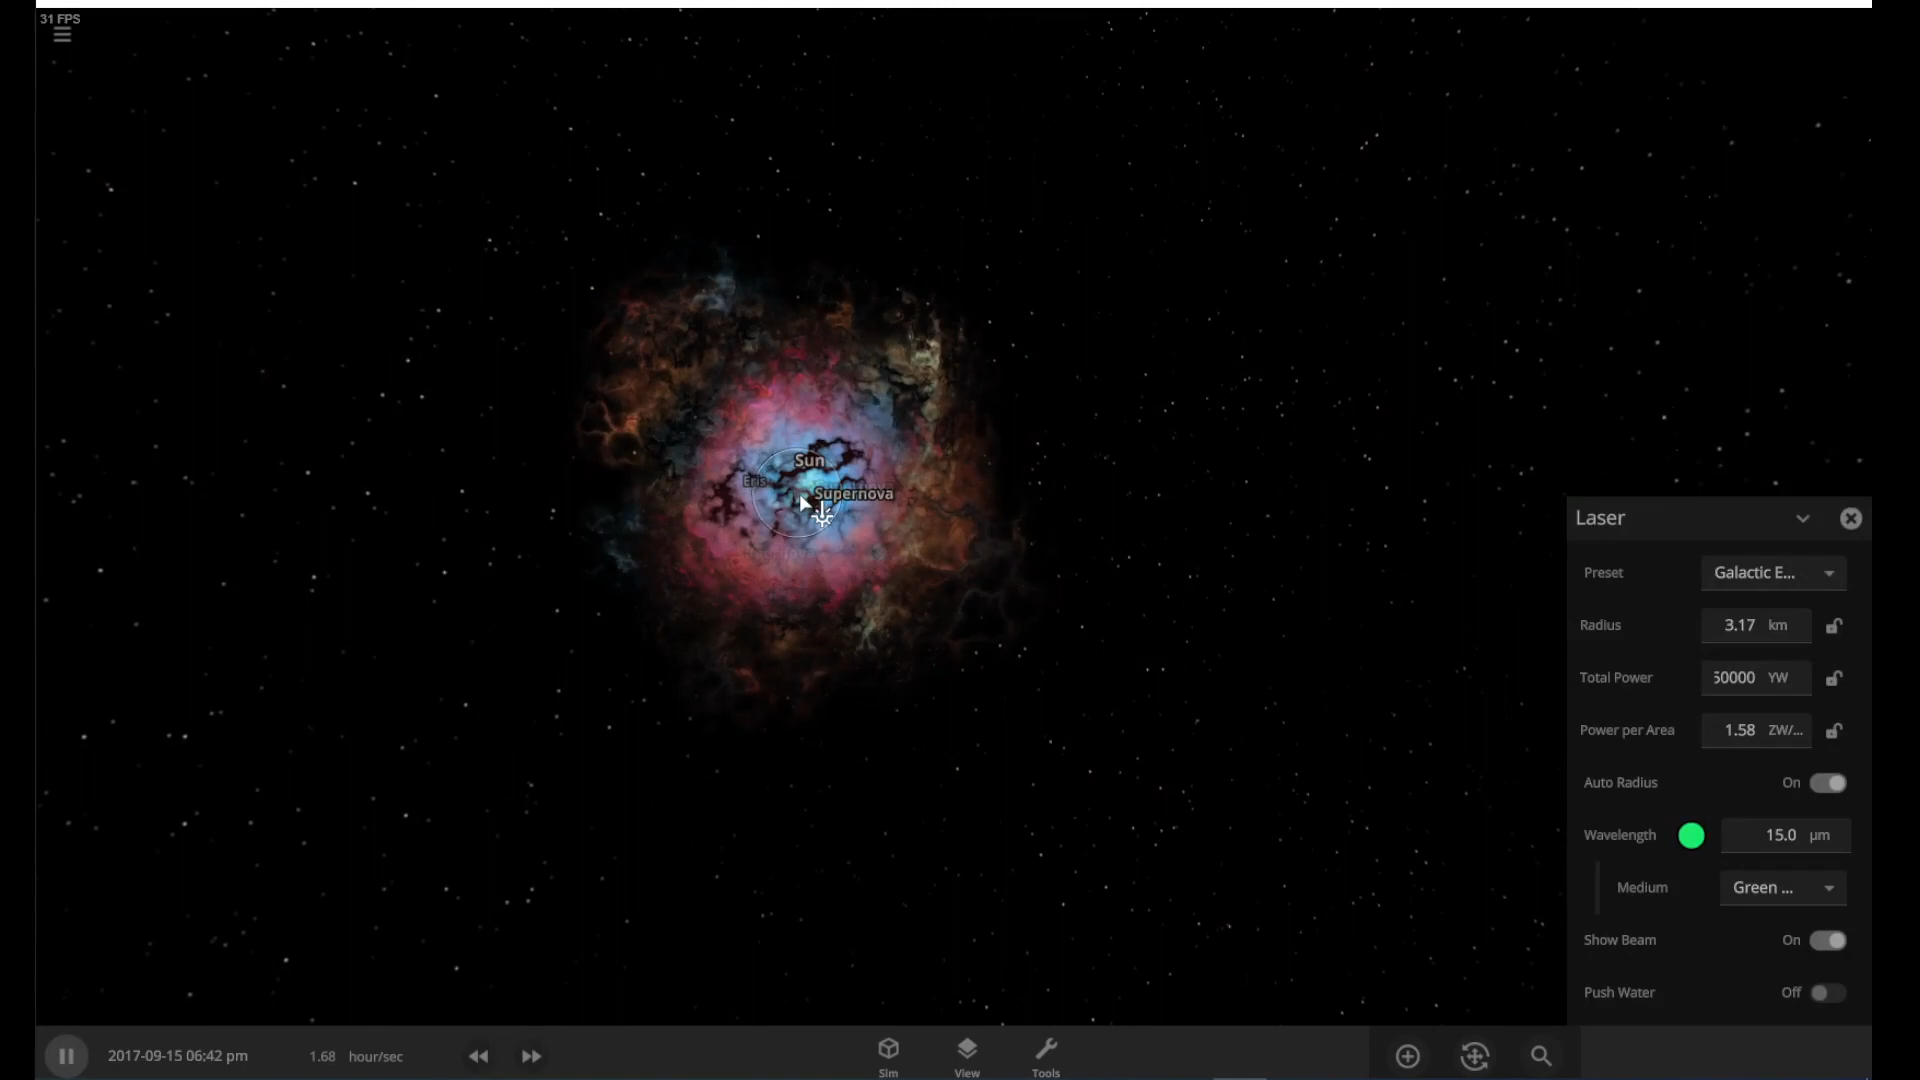 31 FPS
Sun
Eris
Supernova
Laser
Preset
Galactic E...
Radius
3.17 km
Total Power
50000 YW
Power per Area
1.58 ZW/...
Auto Radius
On
Wavelength
15.0 µm
Medium
Green ...
Show Beam
On
Push Water
Off
2017-09-15 06:42 pm
1.68 hour/sec
Sim
View
Tools